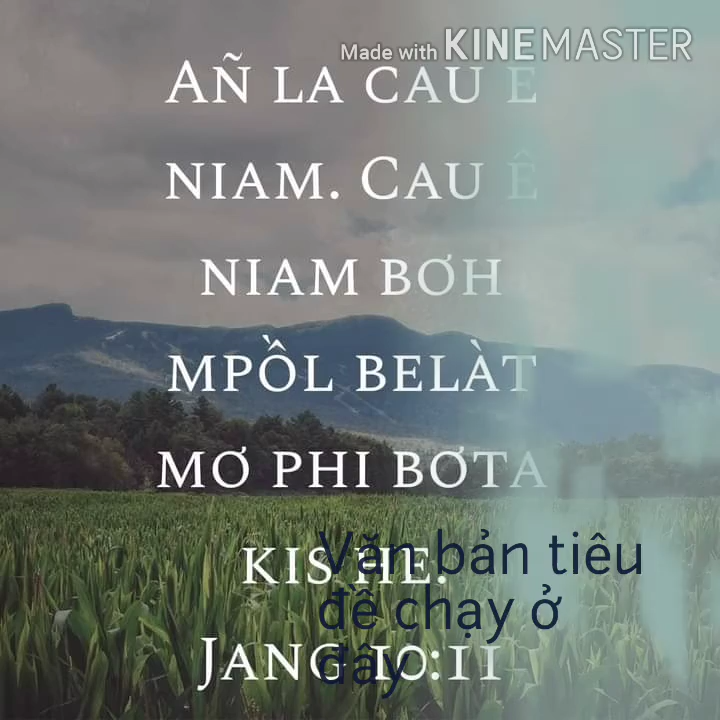 Made with KINEMASTER
Añ la cau ê
niam. Cau ê
niam bơh
mpồl belàt
mơ phi bơta
kis he.
Jang 10:11
Văn bản tiêu
đề chạy ở
đây